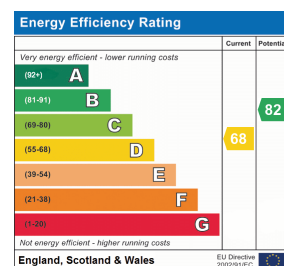 Energy Efficiency Rating
Current Potentia
Very energy efficient - lower running costs
(92+) A
(81-91) B
82
(69-80) C
68
(55-68) D
(39-54) E
(21-38) F
(1-20) G
Not energy efficient - higher running costs
England, Scotland & Wales
EU Directive
2002/91/EC